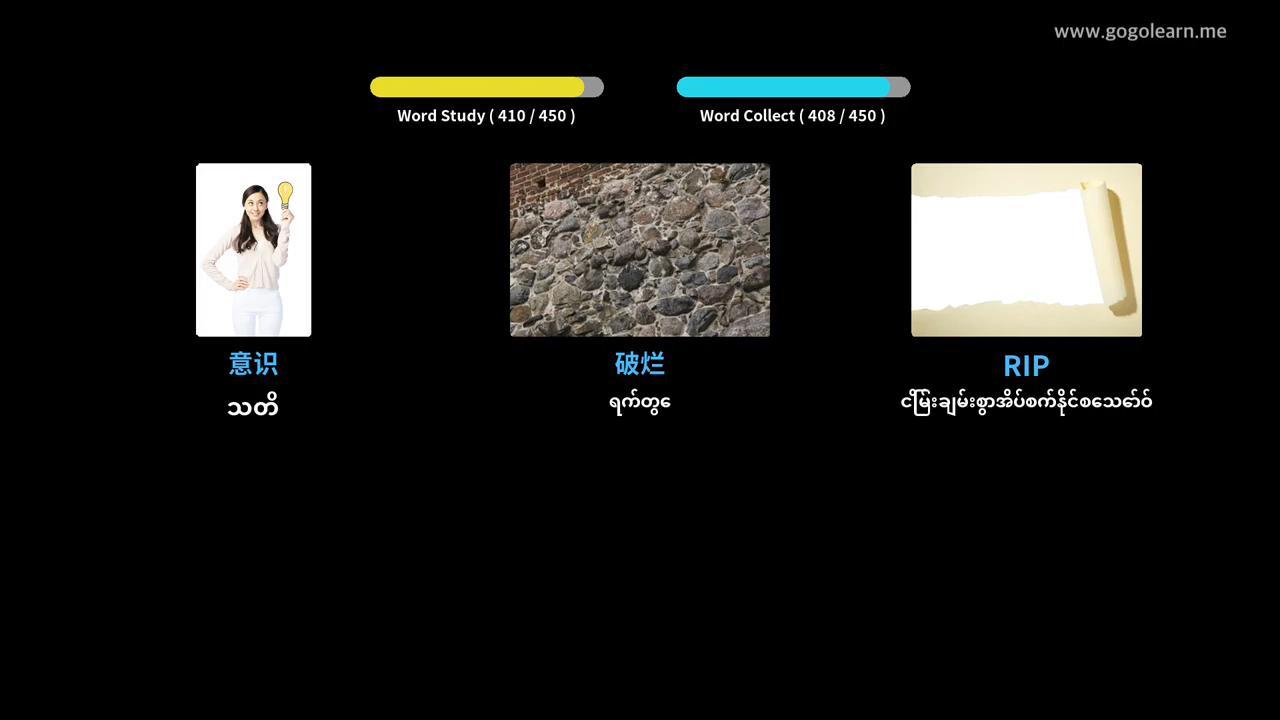 www.gogolearn.me
Word Study ( 410 / 450 )
Word Collect ( 408 / 450 )
意识
破烂
RIP
သတိ
ရက်တွေ
ငြိမ်းချမ်းစွာအိပ်စက်နိုင်စသော်ဝ်